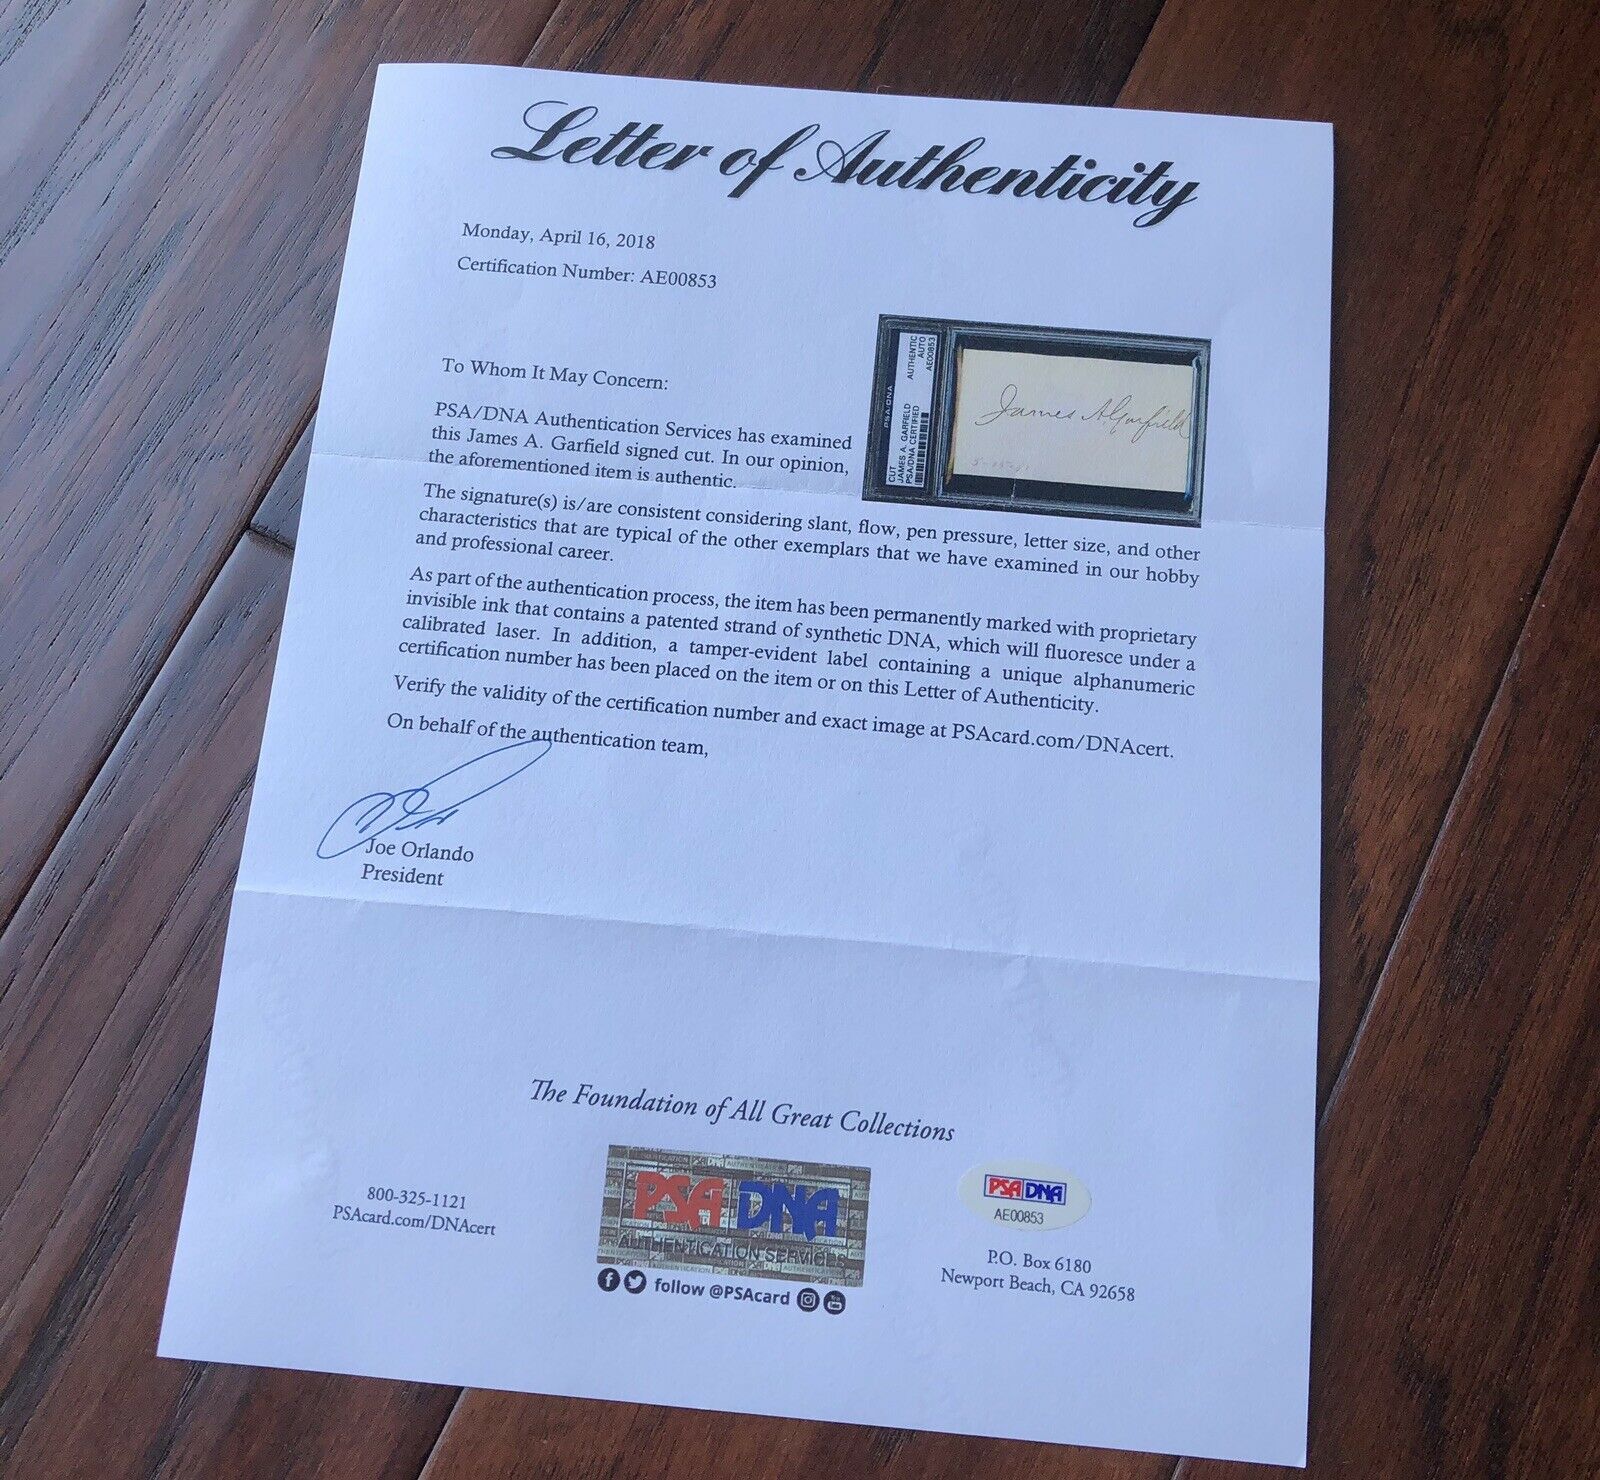 Letter of Authenticity
Monday, April 16, 2018
Certification Number: AE00853
To Whom It May Concern:
PSA/DNA Authentication Services has examined
this James A. Garfield signed cut. In our opinion,
the aforementioned item is authentic.
PSA/DNA
CUT
JAMES A. GARFIELD
PSA/DNA CERTIFIED
AUTHENTIC
AUTO
AE00853
James A Garfield
The signature(s) is/are consistent considering slant, flow, pen pressure, letter size, and other
characteristics that are typical of the other exemplars that we have examined in our hobby
and professional career.
As part of the authentication process, the item has been permanently marked with proprietary
invisible ink that contains a patented strand of synthetic DNA, which will fluoresce under a
calibrated laser. In addition, a tamper-evident label containing a unique alphanumeric
certification number has been placed on the item or on this Letter of Authenticity.
Verify the validity of the certification number and exact image at PSAcard.com/DNAcert.
On behalf of the authentication team,
Joe Orlando
President
The Foundation of All Great Collections
800-325-1121
PSAcard.com/DNAcert
PSA DNA
AUTHENTICATION SERVICES
follow @PSAcard
PSA DNA
AE00853
P.O. Box 6180
Newport Beach, CA 92658